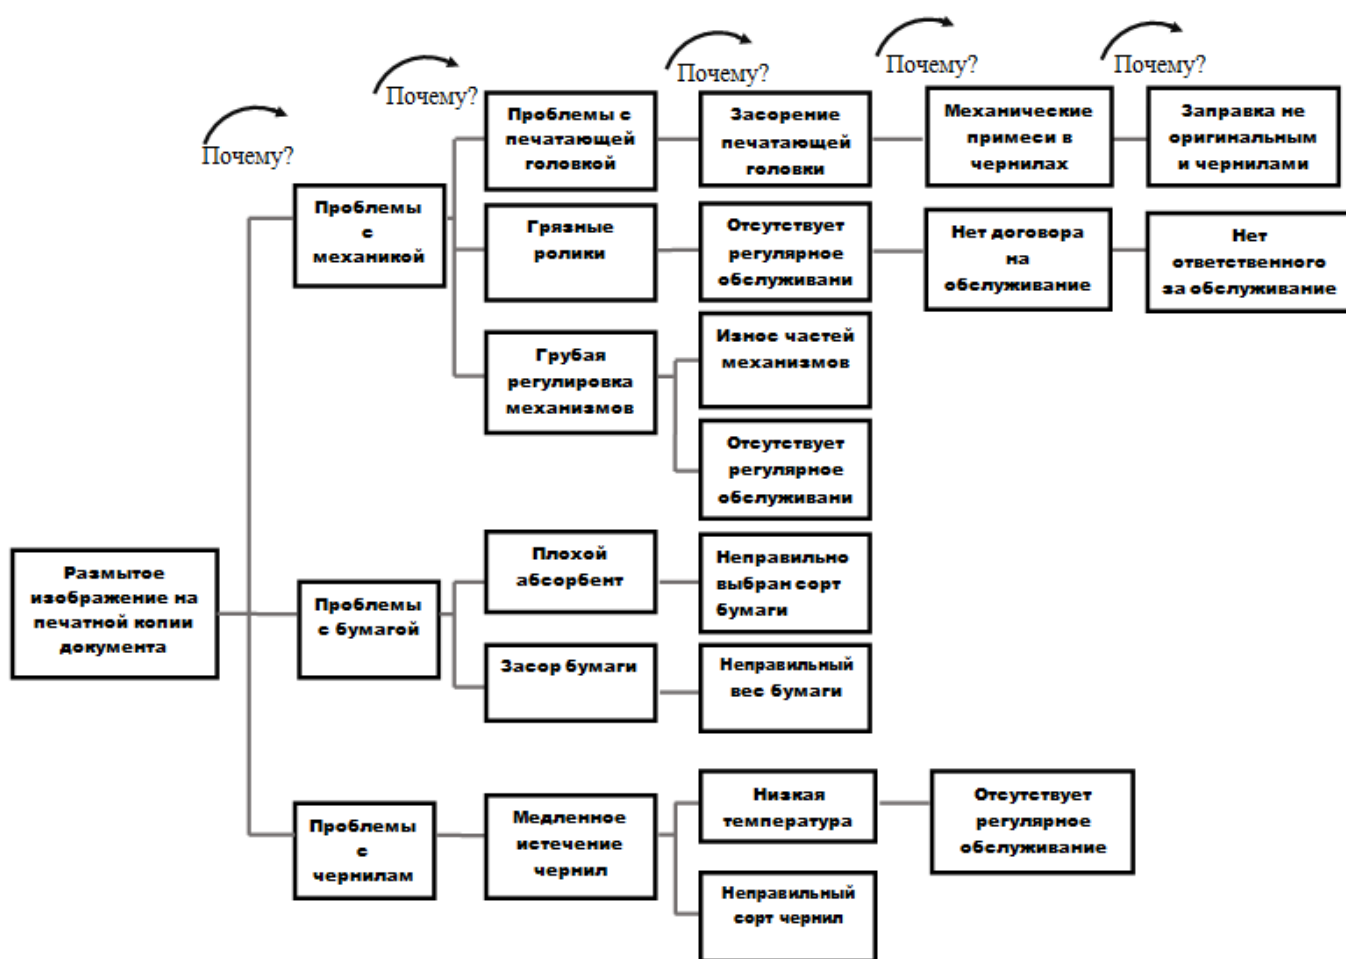 Почему?
Почему?
Почему?
Почему?
Почему?
Размытое
изображение на
печатной копии
документа
Проблемы
с
механикой
Проблемы с
печатающей
головкой
Засорение
печатающей
головки
Механические
примеси в
чернилах
Заправка не
оригинальным
и чернилами
Грязные
ролики
Отсутствует
регулярное
обслуживани
Нет договора
на
обслуживание
Нет
ответственного
за обслуживание
Грубая
регулировка
механизмов
Износ частей
механизмов
Отсутствует
регулярное
обслуживани
Проблемы
с бумагой
Плохой
абсорбент
Неправильно
выбран сорт
бумаги
Засор бумаги
Неправильный
вес бумаги
Проблемы
с
чернилам
Медленное
истечение
чернил
Низкая
температура
Отсутствует
регулярное
обслуживание
Неправильный
сорт чернил